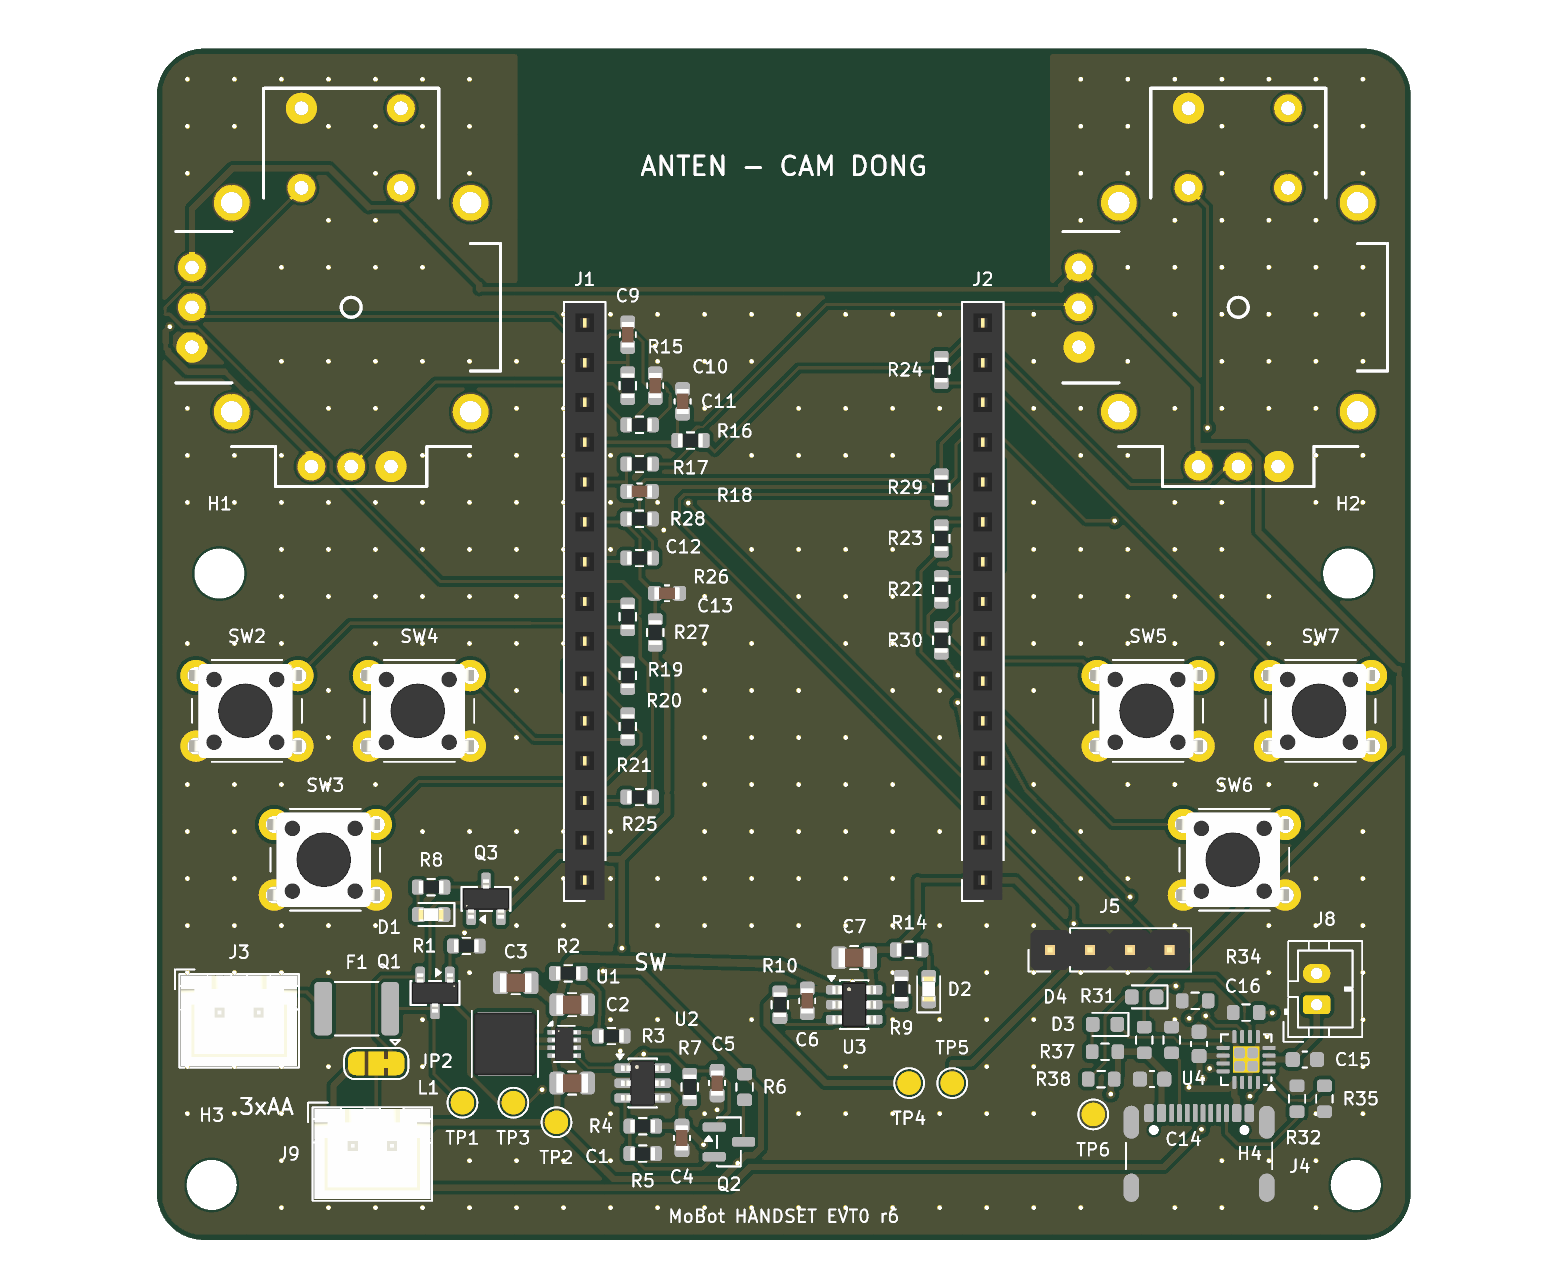 ANTEN - CAM DONG
J1
J2
C9
R15
C10
R24
C11
R16
R17
R29
R18
H1
H2
R28
R23
C12
R26
R22
C13
SW2
SW4
R27
R30
SW5
SW7
R19
R20
R21
SW3
SW6
R25
R8
Q3
J5
J8
D1
R14
C7
J3
R1
C3
R2
SW
R34
F1
Q1
R10
U1
D2
D4
R31
C16
C2
U2
C6
R9
U3
TP5
D3
R3
R7
C5
R37
C15
JP2
L1
R6
R38
U4
R35
H3
3xAA
TP4
TP1
TP3
R4
R32
C14
TP2
C1
TP6
H4
J9
J4
R5
C4
Q2
MoBot HANDSET EVT0 r6